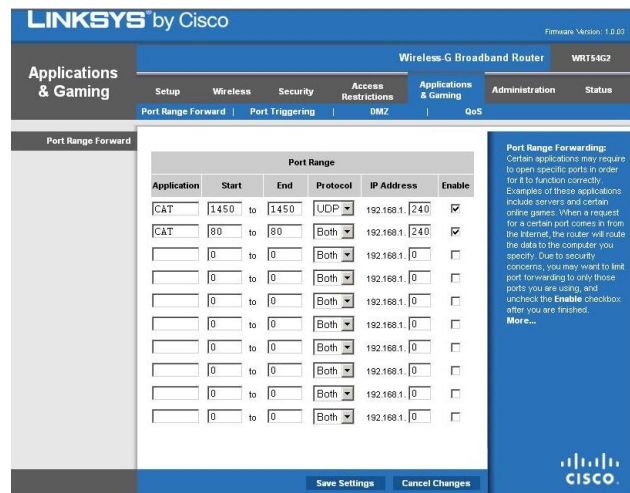 LINKSYS® by Cisco
Firmware Version: 1.0.03
Applications & Gaming
Wireless-G Broadband Router WRT54G2
Setup Wireless Security Access Restrictions Applications & Gaming Administration Status
Port Range Forward | Port Triggering | DMZ | QoS
Port Range Forward
Port Range
Application Start End Protocol IP Address Enable
CAT 1450 to 1450 UDP 192.168.1. 240
CAT 80 to 80 Both 192.168.1. 240
0 to 0 Both 192.168.1. 0
0 to 0 Both 192.168.1. 0
0 to 0 Both 192.168.1. 0
0 to 0 Both 192.168.1. 0
0 to 0 Both 192.168.1. 0
0 to 0 Both 192.168.1. 0
0 to 0 Both 192.168.1. 0
0 to 0 Both 192.168.1. 0
Port Range Forwarding:
Certain applications may require
to open specific ports in order
for it to function correctly.
Examples of these applications
include servers and certain
online games. When a request
for a certain port comes in from
the Internet, the router will route
the data to the computer you
specify. Due to security
concerns, you may want to limit
port forwarding to only those
ports you are using, and
uncheck the Enable checkbox
after you are finished.
More...
Save Settings Cancel Changes
CISCO.